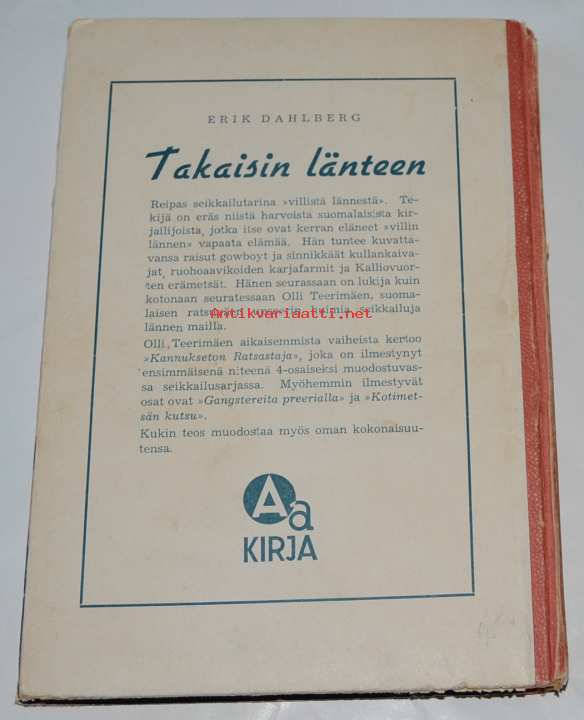 ERIK DAHLBERG
Takaisin länteen
Reipas seikkailutarina »villistä lännestä». Te-
kijä on eräs niistä harvoista suomalaisista kir-
jailijoista, jotka itse ovat kerran eläneet »villin
lännen» vapaata elämää. Hän tuntee kuvatta-
vansa raisut gowboyt ja sinnikkäät kullankaiva-
jat, ruohoaavikoiden karjafarmit ja Kalliovuor-
ten erämetsät. Hänen seurassaan on lukija kuin
kotonaan seuratessaan Olli Teerimäen, suoma-
laisen huimia seikkailuja
lännen mailla.
Antikvariaatti.net
Olli Teerimäen aikaisemmista vaiheista kertoo
»Kannukseton Ratsastaja», joka on ilmestynyt
ensimmäisenä niteenä 4-osaiseksi muodostuvas-
sa seikkailusarjassa. Myöhemmin ilmestyvät
osat ovat »Gangstereita preerialla» ja »Kotimet-
sän kutsu».
Kukin teos muodostaa myös oman kokonaisuu-
tensa.
Aa
KIRJA